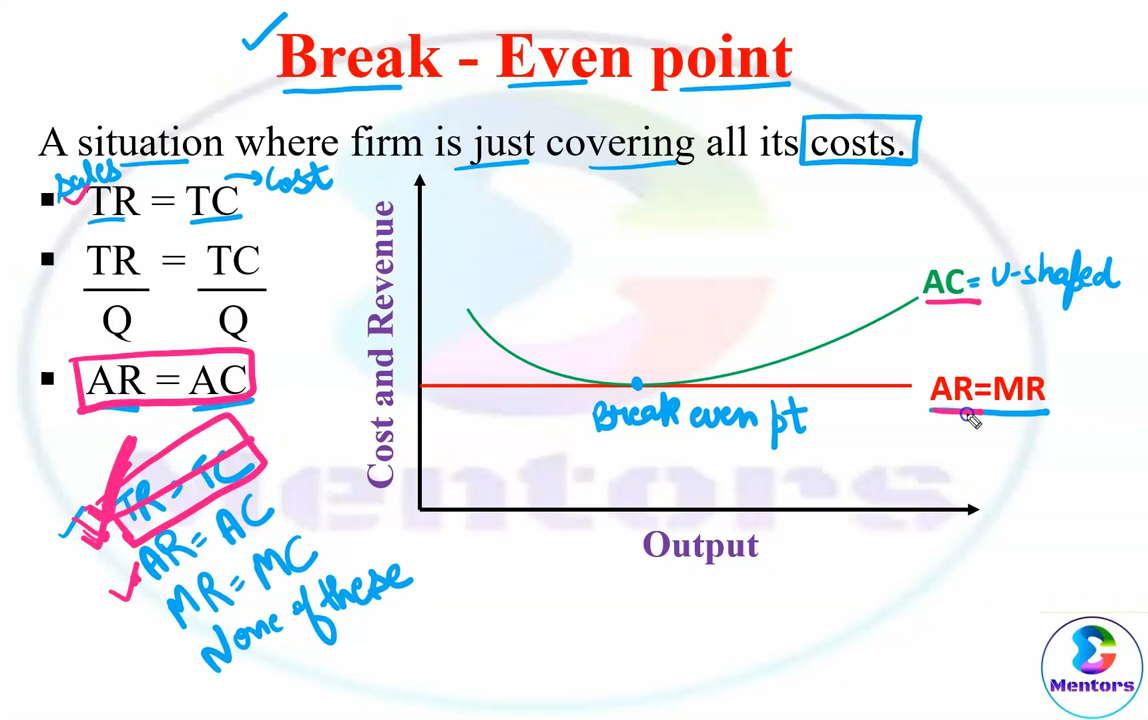 Break - Even point
A situation where firm is just covering all its costs.
sales
cost
▪ TR = TC
▪ TR = TC
Q Q
▪ AR = AC
Cost and Revenue
AC = U-shaped
AR=MR
Break even pt
Output
TR = TC
AR = AC
MR = MC
None of these
Mentors
Mentors